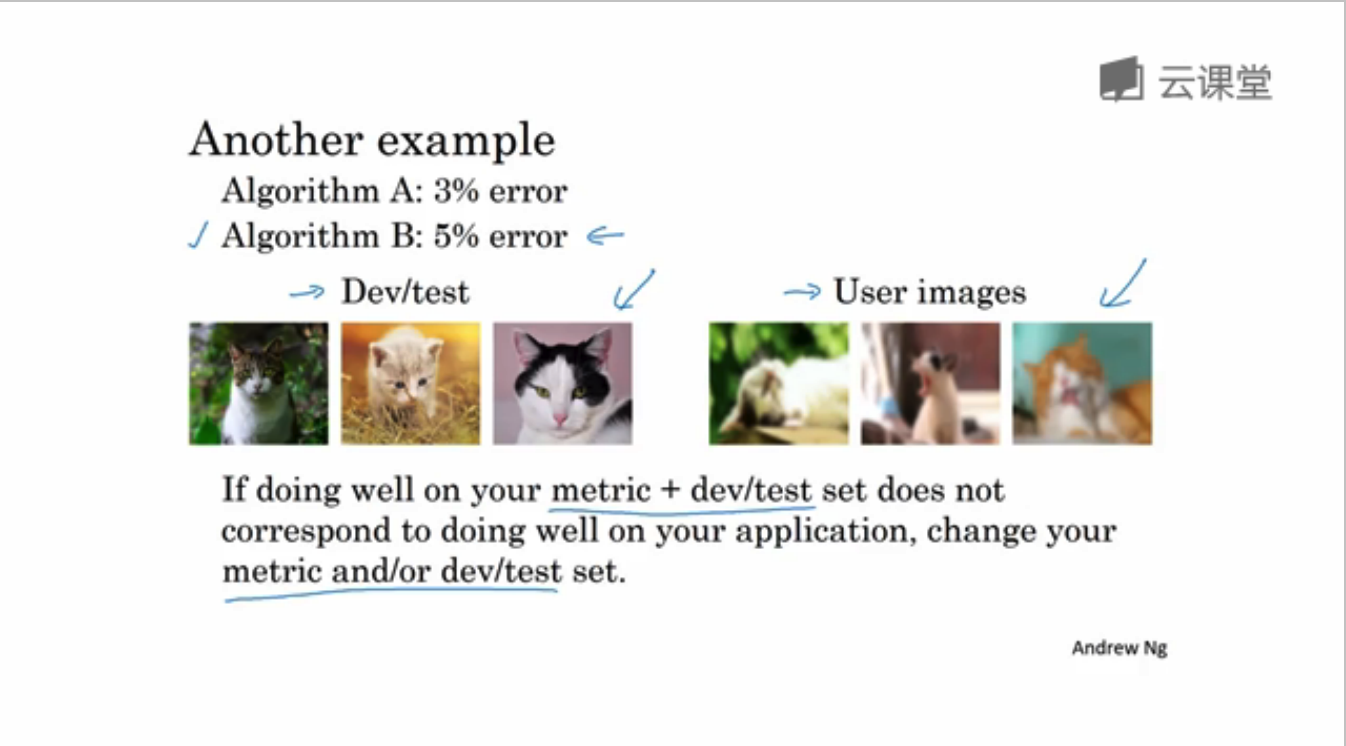 云课堂
Another example
Algorithm A: 3% error
Algorithm B: 5% error
Dev/test
User images
If doing well on your metric + dev/test set does not
correspond to doing well on your application, change your
metric and/or dev/test set.
Andrew Ng